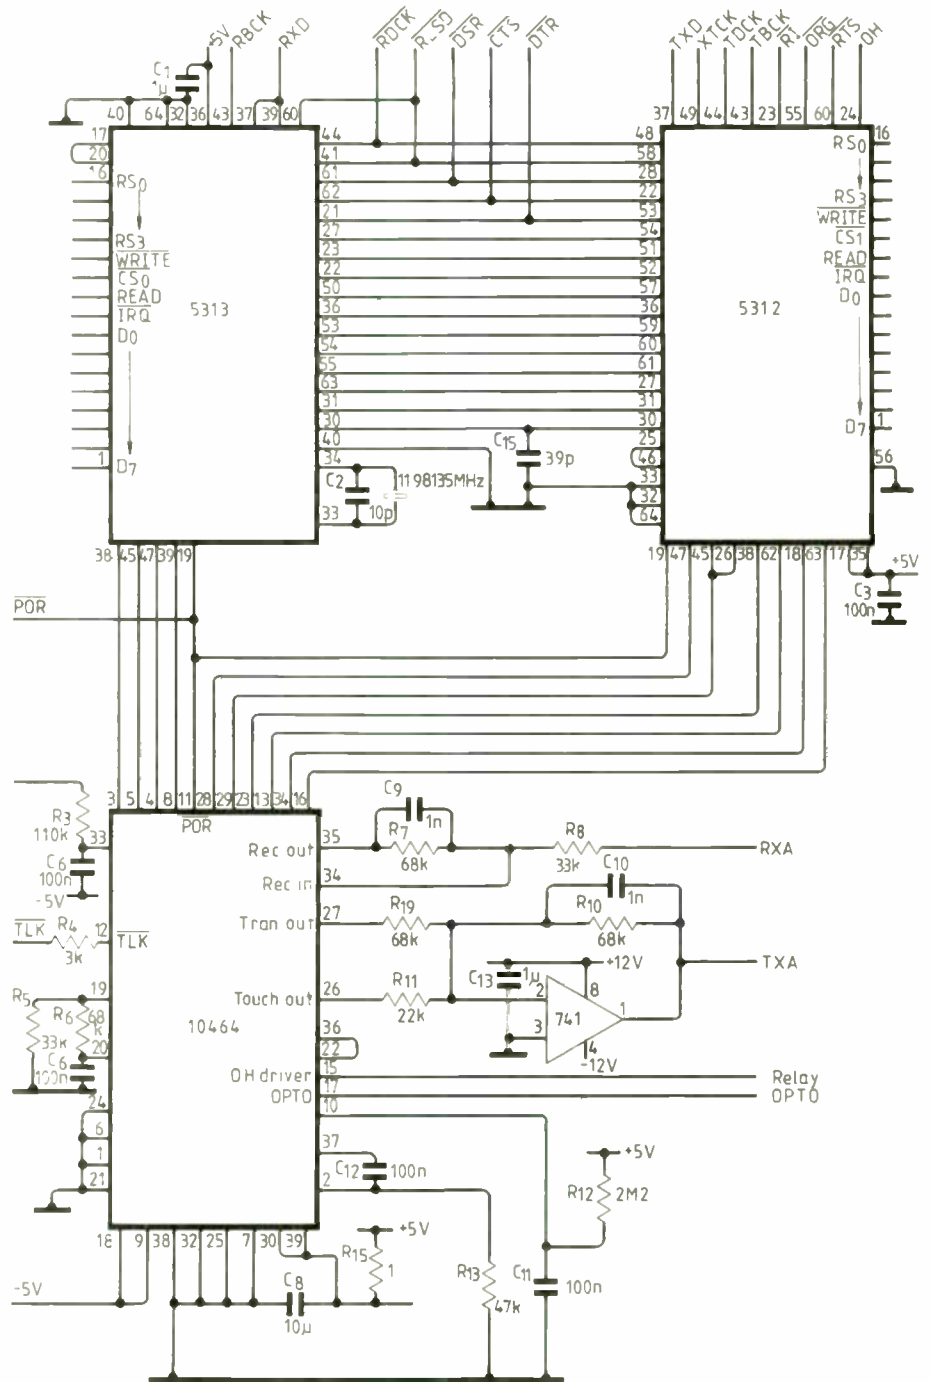 +5V RBCK RXD RDCK R_SD DSR CTS DTR TXD XTCK TDCK TBCK RI ORG RTS OH
C1
1µ
40 64 32 36 43 37 39 60
37 49 44 43 23 55 60 24
17 44 48 RS0 16
20 41 58
16 RS0 61 28
62 22 RS3
21 53 WRITE
RS3 27 54 CS1
WRITE 23 51 READ
CS0 22 52 IRQ
READ 50 57 D0
IRQ 5313 36 36 5312
D0 53 59
54 60
55 61
63 27
31 31
30 30 D7 1
40 C15 25
1 D7 34 39p 46 56
C2 1198135MHz 33
10p 32
33 64
38 45 47 39 19
19 47 45 26 38 62 18 63 17 35
+5V
C3
100n
POR
3 5 4 8 11 28 29 12 3 13 34 16
POR
R3
110k
33
C6
100n
-5V
TLK R4 12 TLK
3k
R5 19
R6 68k
33k
20
C6
100n
24
6
1
21
10464
Rec out 35
Rec in 34
Tran out 27
Touch out 26
36
22
OH driver 15
OPTO 17
10
37
2
C9
1n
R7
68k
R8
33k
RXA
C10
1n
R19
68k
R10
68k
+12V
TXA
C13 1µ
R11
22k
2 8
741 1
3
4
-12V
Relay
OPTO
C12 100n
+5V
R12 2M2
18 9 38 32 25 7 30 39
+5V
R15
1
-5V
C8
10µ
R13
47k
C11
100n